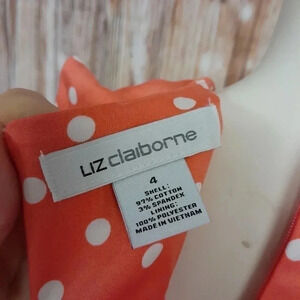 LIZ claiborne
4
SHELL:
97% COTTON
3% SPANDEX
LINING:
100% POLYESTER
MADE IN VIETNAM